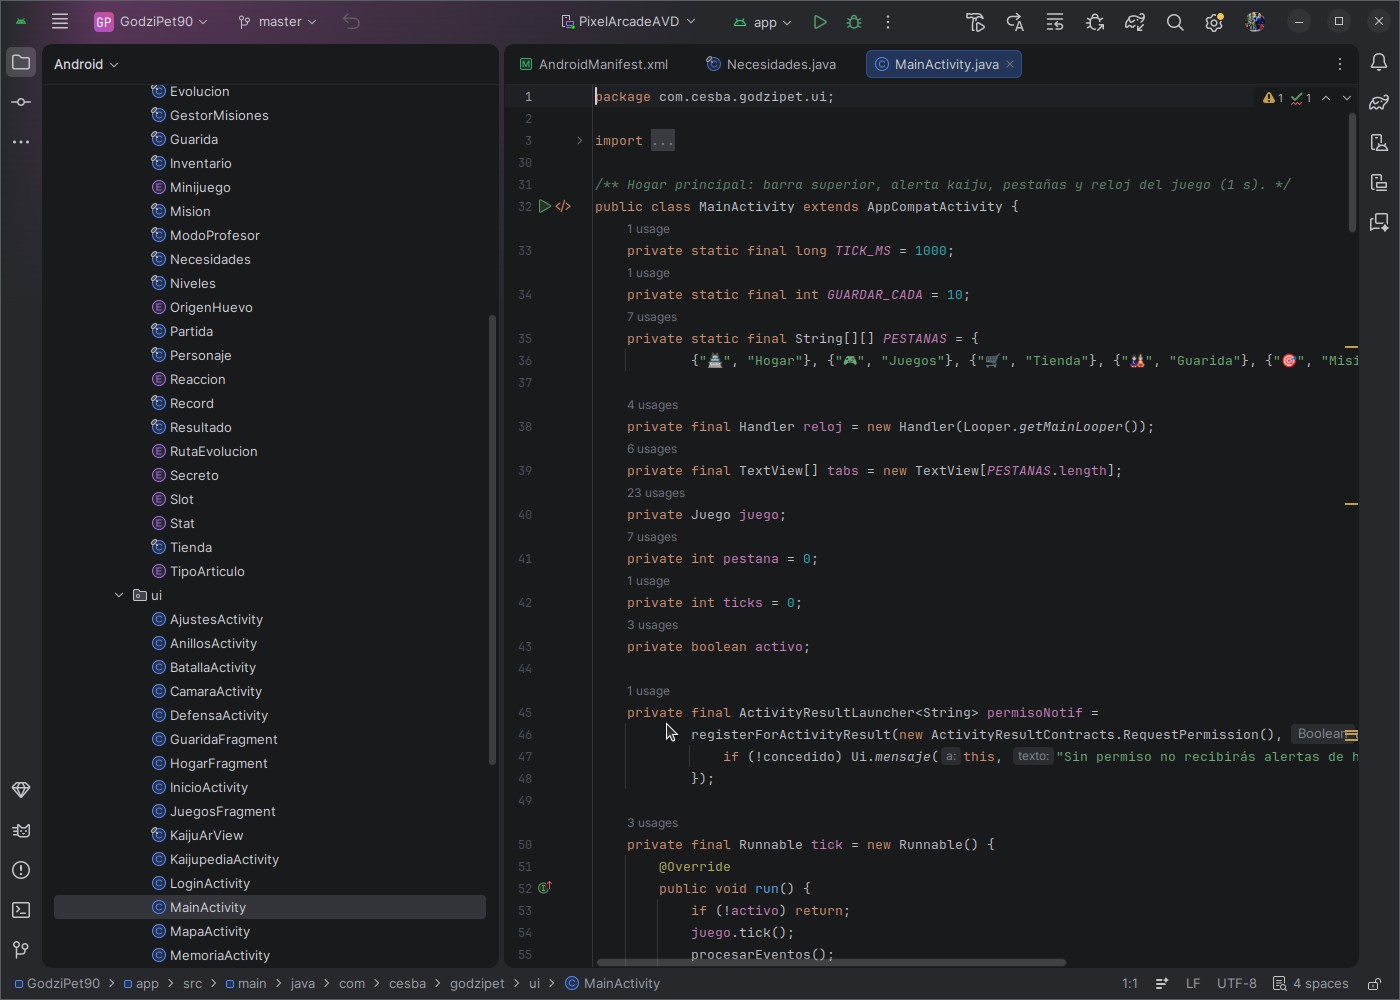 GP GodziPet90 master PixelArcadeAVD app
Android
Evolucion
GestorMisiones
Guarida
Inventario
Minijuego
Mision
ModoProfesor
Necesidades
Niveles
OrigenHuevo
Partida
Personaje
Reaccion
Record
Resultado
RutaEvolucion
Secreto
Slot
Stat
Tienda
TipoArticulo
ui
AjustesActivity
AnillosActivity
BatallaActivity
CamaraActivity
DefensaActivity
GuaridaFragment
HogarFragment
InicioActivity
JuegosFragment
KaijuArView
KaijupediaActivity
LoginActivity
MainActivity
MapaActivity
MemoriaActivity
AndroidManifest.xml Necesidades.java MainActivity.java
1 package com.cesba.godzipet.ui; 1 1
2
3 import ...
30
31 /** Hogar principal: barra superior, alerta kaiju, pestañas y reloj del juego (1 s). */
32 public class MainActivity extends AppCompatActivity {
1 usage
33 private static final long TICK_MS = 1000;
1 usage
34 private static final int GUARDAR_CADA = 10;
7 usages
35 private static final String[][] PESTANAS = {
36 {"🏯", "Hogar"}, {"🎮", "Juegos"}, {"🛒", "Tienda"}, {"🎎", "Guarida"}, {"🎯", "Misi
37
4 usages
38 private final Handler reloj = new Handler(Looper.getMainLooper());
6 usages
39 private final TextView[] tabs = new TextView[PESTANAS.length];
23 usages
40 private Juego juego;
7 usages
41 private int pestana = 0;
1 usage
42 private int ticks = 0;
3 usages
43 private boolean activo;
44
1 usage
45 private final ActivityResultLauncher<String> permisoNotif =
46 registerForActivityResult(new ActivityResultContracts.RequestPermission(), Boolean
47 if (!concedido) Ui.mensaje( a: this, texto: "Sin permiso no recibirás alertas de h
48 });
49
3 usages
50 private final Runnable tick = new Runnable() {
51 @Override
52 public void run() {
53 if (!activo) return;
54 juego.tick();
55 procesarEventos();
GodziPet90 > app > src > main > java > com > cesba > godzipet > ui > MainActivity 1:1 LF UTF-8 4 spaces